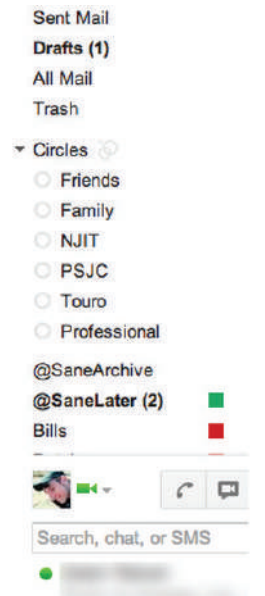 Sent Mail
Drafts (1)
All Mail
Trash
Circles
Friends
Family
NJIT
PSJC
Touro
Professional
@SaneArchive
@SaneLater (2)
Bills
Search, chat, or SMS